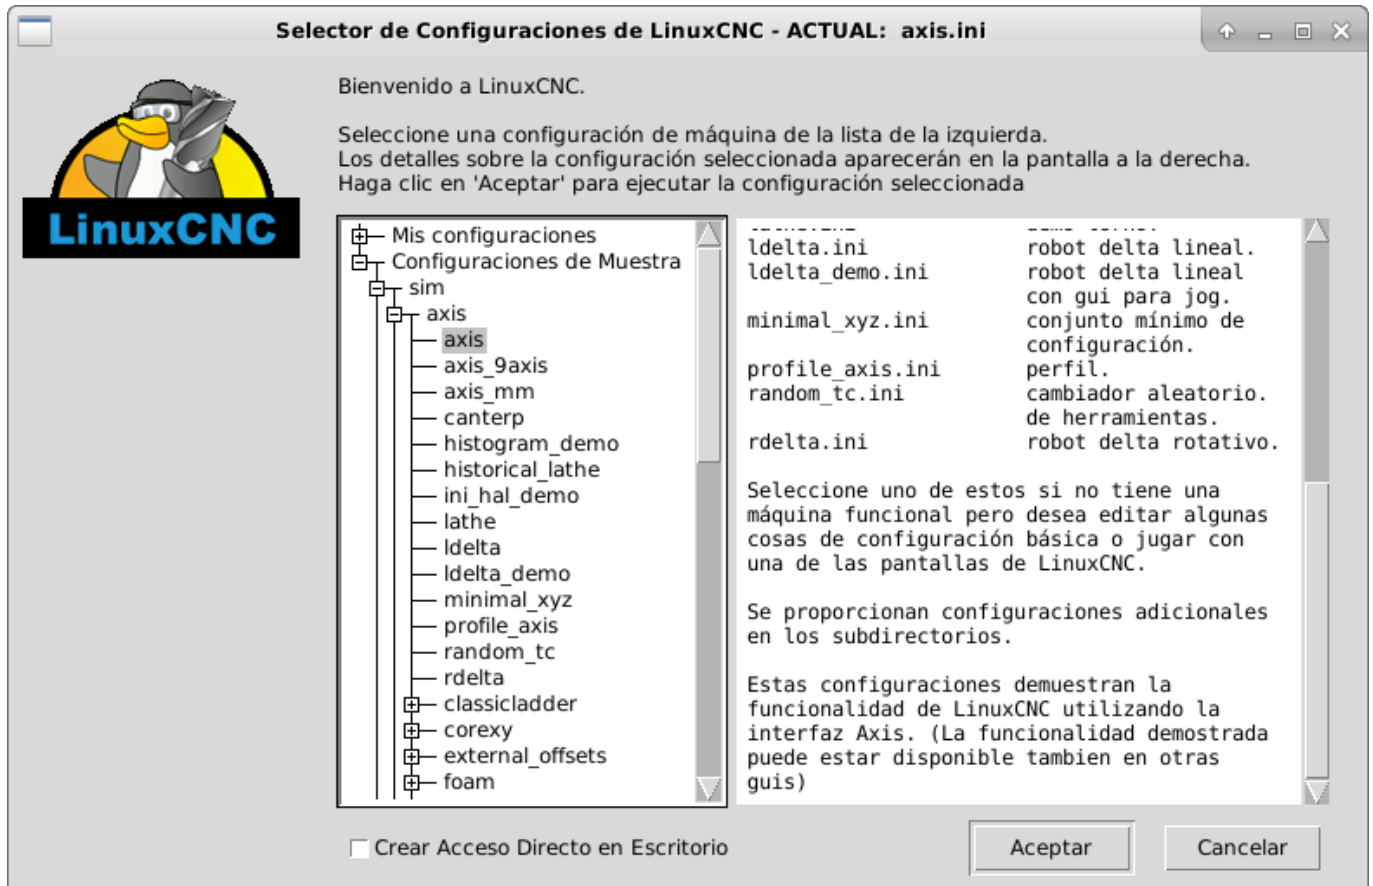 Selector de Configuraciones de LinuxCNC - ACTUAL: axis.ini
LinuxCNC
Bienvenido a LinuxCNC.
Seleccione una configuración de máquina de la lista de la izquierda.
Los detalles sobre la configuración seleccionada aparecerán en la pantalla a la derecha.
Haga clic en 'Aceptar' para ejecutar la configuración seleccionada
Mis configuraciones
Configuraciones de Muestra
sim
axis
axis
axis_9axis
axis_mm
canterp
histogram_demo
historical_lathe
ini_hal_demo
lathe
ldelta
ldelta_demo
minimal_xyz
profile_axis
random_tc
rdelta
classicladder
corexy
external_offsets
foam
ldelta.ini robot delta lineal.
ldelta_demo.ini robot delta lineal
con gui para jog.
minimal_xyz.ini conjunto mínimo de
configuración.
profile_axis.ini perfil.
random_tc.ini cambiador aleatorio.
de herramientas.
rdelta.ini robot delta rotativo.
Seleccione uno de estos si no tiene una
máquina funcional pero desea editar algunas
cosas de configuración básica o jugar con
una de las pantallas de LinuxCNC.
Se proporcionan configuraciones adicionales
en los subdirectorios.
Estas configuraciones demuestran la
funcionalidad de LinuxCNC utilizando la
interfaz Axis. (La funcionalidad demostrada
puede estar disponible tambien en otras
guis)
Crear Acceso Directo en Escritorio
Aceptar
Cancelar